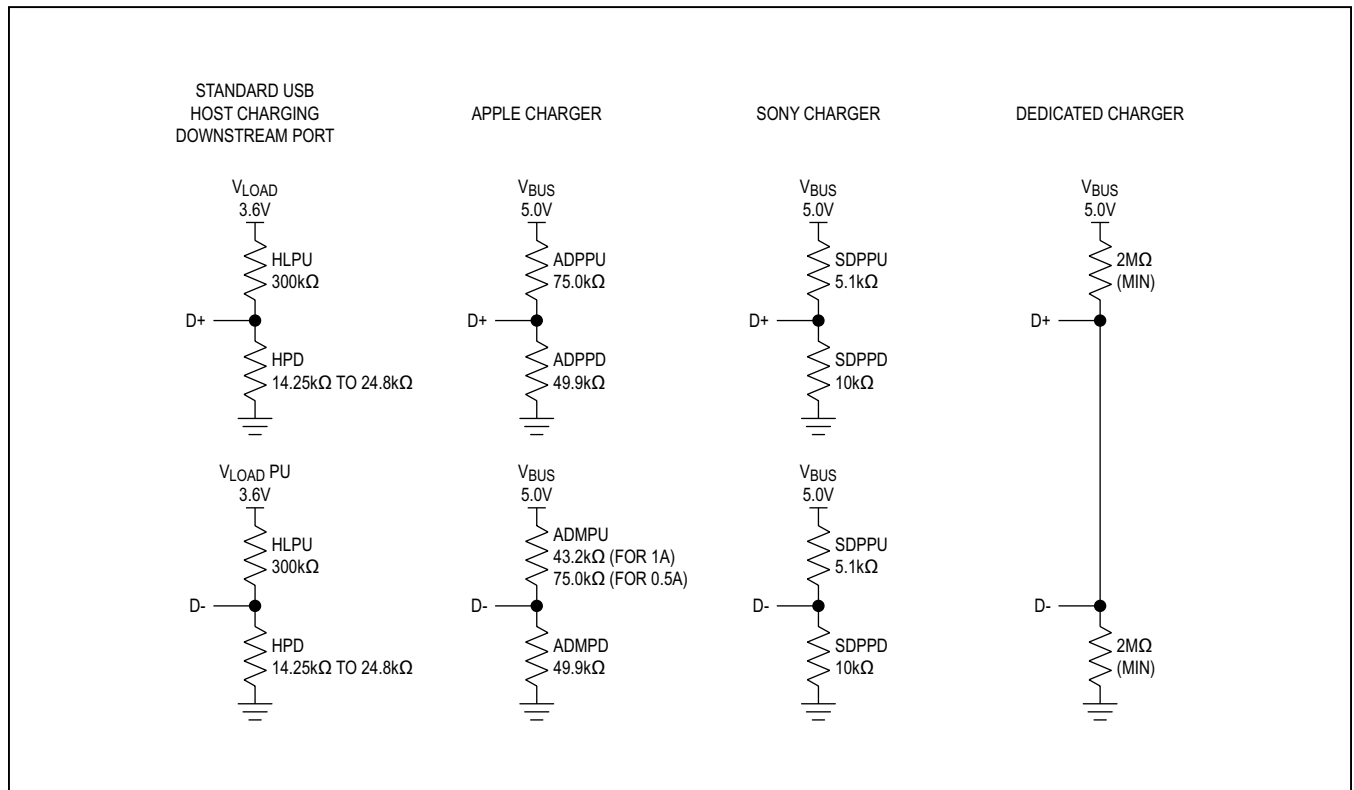 STANDARD USB
HOST CHARGING
DOWNSTREAM PORT
VLOAD
3.6V
HLPU
300kΩ
D+
HPD
14.25kΩ TO 24.8kΩ
VLOAD PU
3.6V
HLPU
300kΩ
D-
HPD
14.25kΩ TO 24.8kΩ
APPLE CHARGER
VBUS
5.0V
ADPPU
75.0kΩ
D+
ADPPD
49.9kΩ
VBUS
5.0V
ADMPU
43.2kΩ (FOR 1A)
75.0kΩ (FOR 0.5A)
D-
ADMPD
49.9kΩ
SONY CHARGER
VBUS
5.0V
SDPPU
5.1kΩ
D+
SDPPD
10kΩ
VBUS
5.0V
SDPPU
5.1kΩ
D-
SDPPD
10kΩ
DEDICATED CHARGER
VBUS
5.0V
2MΩ
(MIN)
D+
D-
2MΩ
(MIN)